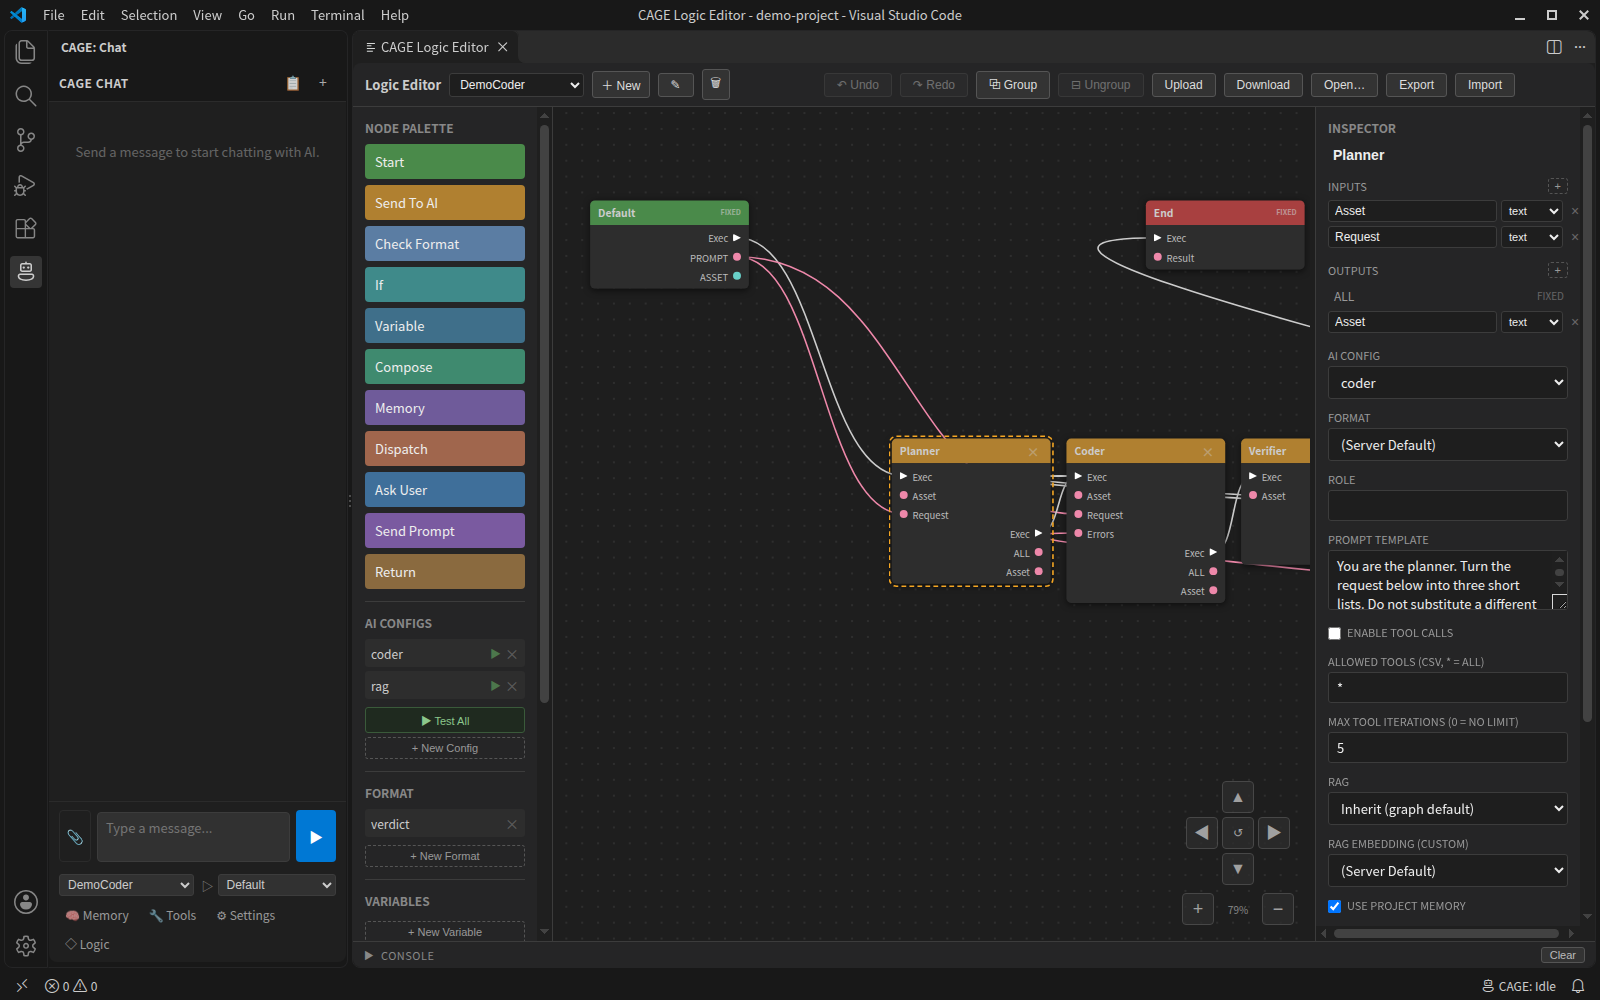 File Edit Selection View Go Run Terminal Help
CAGE Logic Editor - demo-project - Visual Studio Code
CAGE: Chat
CAGE CHAT
Send a message to start chatting with AI.
Type a message...
DemoCoder Default
Memory Tools Settings
Logic
CAGE Logic Editor
Logic Editor DemoCoder + New Undo Redo Group Ungroup Upload Download Open... Export Import
NODE PALETTE
Start
Send To AI
Check Format
If
Variable
Compose
Memory
Dispatch
Ask User
Send Prompt
Return
AI CONFIGS
coder
rag
Test All
+ New Config
FORMAT
verdict
+ New Format
VARIABLES
+ New Variable
Default FIXED
Exec
PROMPT
ASSET
End FIXED
Exec
Result
Planner
Exec
Asset
Request
Exec
ALL
Asset
Coder
Exec
Asset
Request
Errors
Exec
ALL
Asset
Verifier
Exec
Asset
79%
INSPECTOR
Planner
INPUTS
Asset text
Request text
OUTPUTS
ALL FIXED
Asset text
AI CONFIG
coder
FORMAT
(Server Default)
ROLE
PROMPT TEMPLATE
You are the planner. Turn the
request below into three short
lists. Do not substitute a different
ENABLE TOOL CALLS
ALLOWED TOOLS (CSV, * = ALL)
*
MAX TOOL ITERATIONS (0 = NO LIMIT)
5
RAG
Inherit (graph default)
RAG EMBEDDING (CUSTOM)
(Server Default)
USE PROJECT MEMORY
CONSOLE Clear
0 0 CAGE: Idle